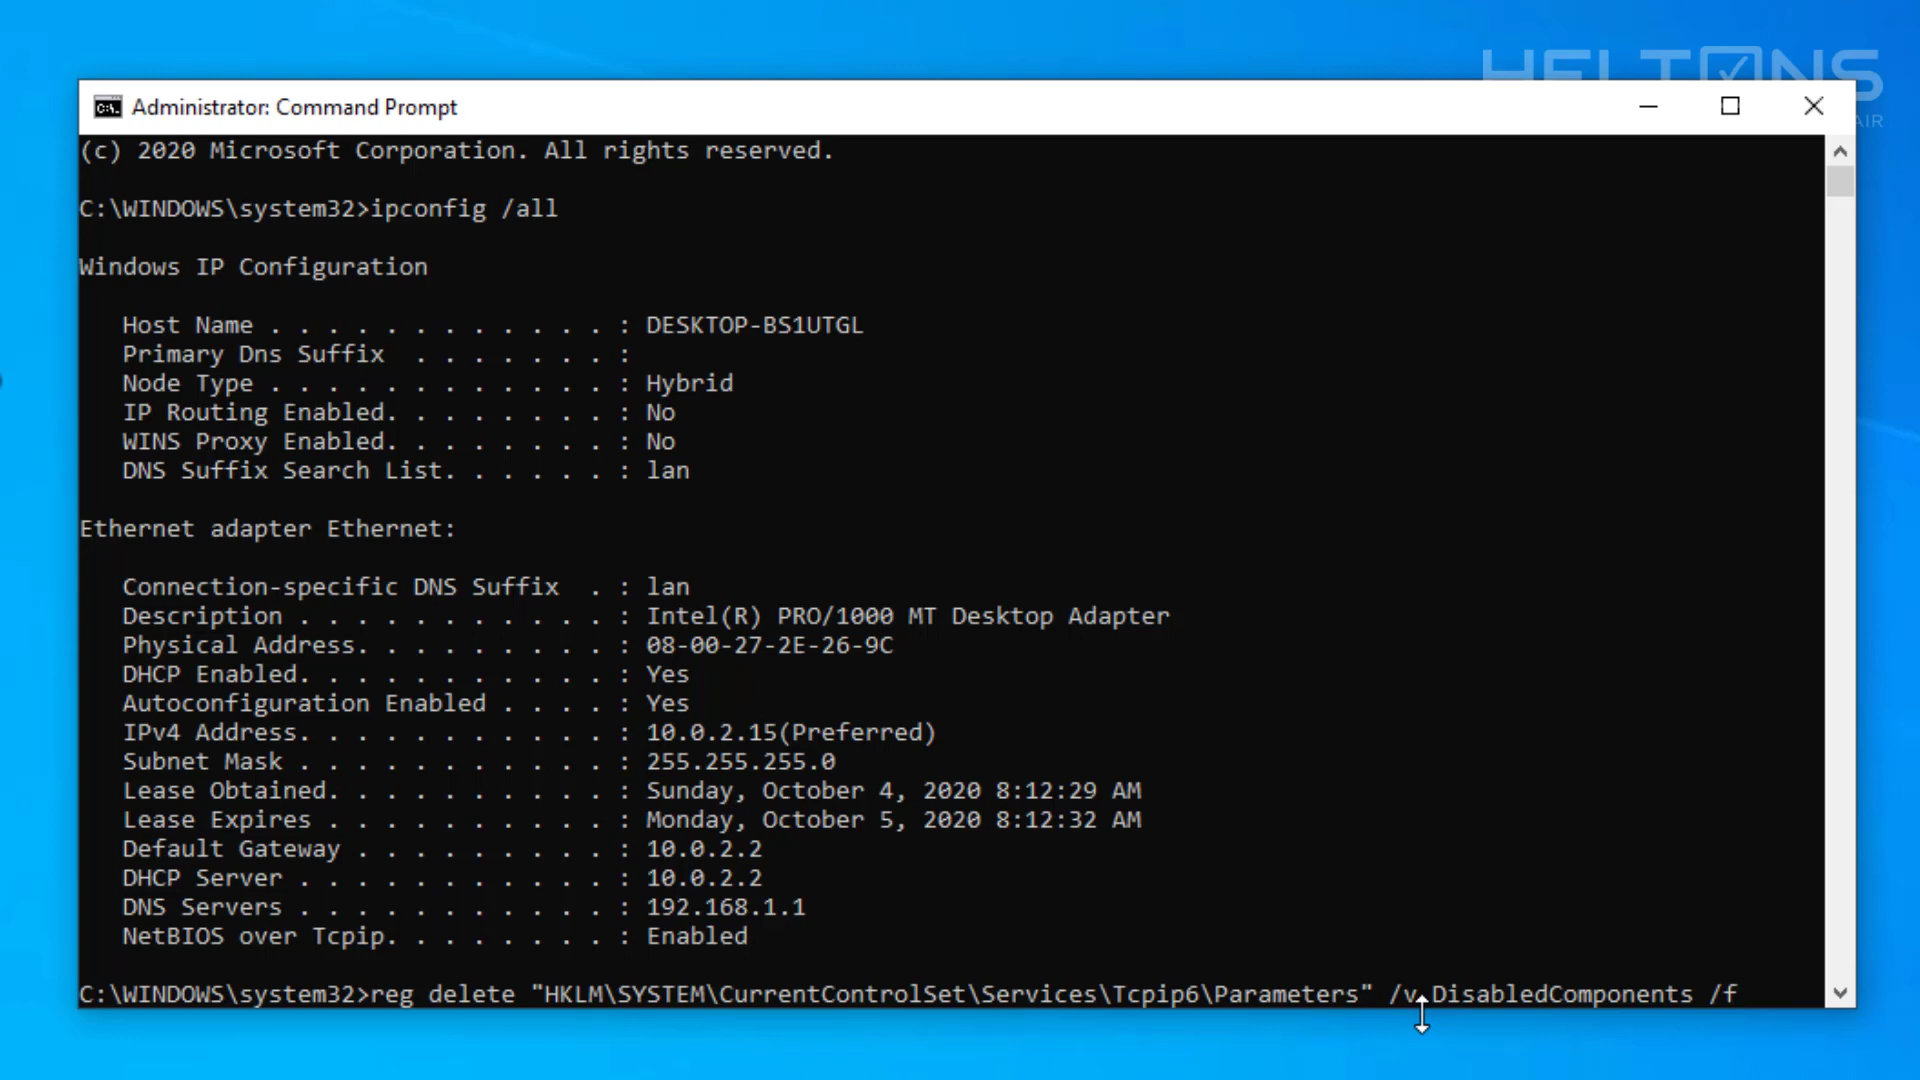 HELTONS
AIR
Administrator: Command Prompt
(c) 2020 Microsoft Corporation. All rights reserved.
C:\WINDOWS\system32>ipconfig /all
Windows IP Configuration
Host Name . . . . . . . . . . . . : DESKTOP-BS1UTGL
Primary Dns Suffix  . . . . . . . :
Node Type . . . . . . . . . . . . : Hybrid
IP Routing Enabled. . . . . . . . : No
WINS Proxy Enabled. . . . . . . . : No
DNS Suffix Search List. . . . . . : lan
Ethernet adapter Ethernet:
Connection-specific DNS Suffix  . : lan
Description . . . . . . . . . . . : Intel(R) PRO/1000 MT Desktop Adapter
Physical Address. . . . . . . . . : 08-00-27-2E-26-9C
DHCP Enabled. . . . . . . . . . . : Yes
Autoconfiguration Enabled . . . . : Yes
IPv4 Address. . . . . . . . . . . : 10.0.2.15(Preferred)
Subnet Mask . . . . . . . . . . . : 255.255.255.0
Lease Obtained. . . . . . . . . . : Sunday, October 4, 2020 8:12:29 AM
Lease Expires . . . . . . . . . . : Monday, October 5, 2020 8:12:32 AM
Default Gateway . . . . . . . . . : 10.0.2.2
DHCP Server . . . . . . . . . . . : 10.0.2.2
DNS Servers . . . . . . . . . . . : 192.168.1.1
NetBIOS over Tcpip. . . . . . . . : Enabled
C:\WINDOWS\system32>reg delete "HKLM\SYSTEM\CurrentControlSet\Services\Tcpip6\Parameters" /v DisabledComponents /f